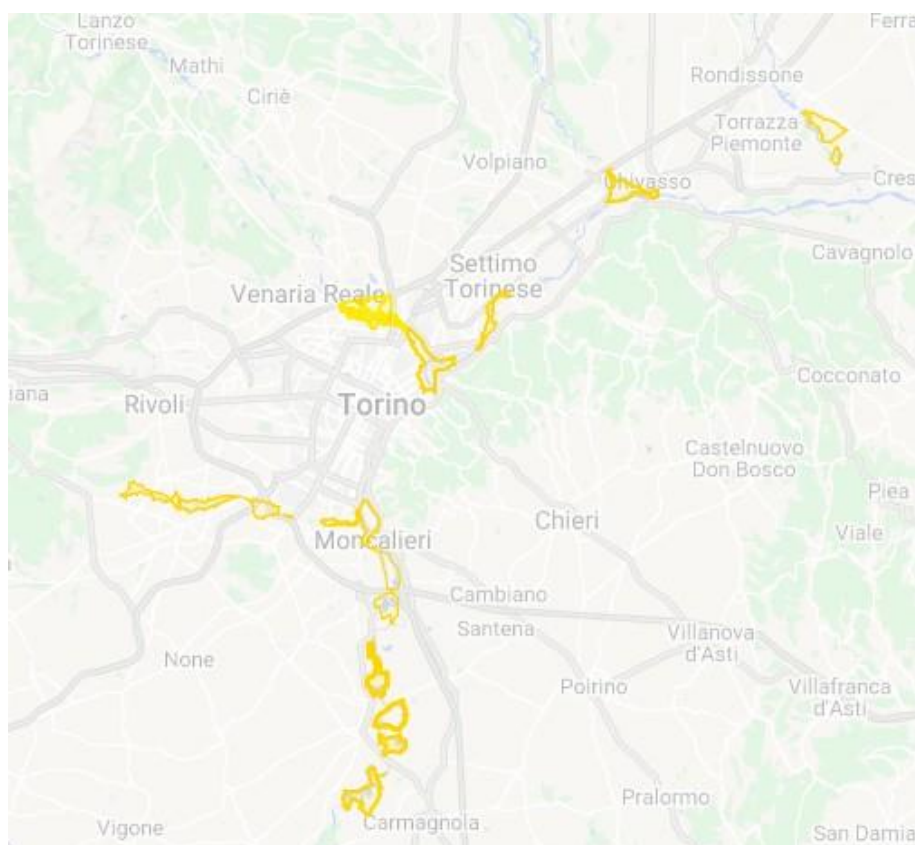 Lanzo
Torinese
Ferra
Mathi
Rondissone
Ciriè
Torrazza
Piemonte
Volpiano
Chivasso
Cres
Settimo
Torinese
Cavagnolo
Venaria Reale
iana
Rivoli
Torino
Cocconato
Castelnuovo
Don Bosco
Piea
Chieri
Viale
Moncalieri
Cambiano
Santena
Villanova
d'Asti
None
Poirino
Villafranca
d'Asti
Pralormo
Carmagnola
Vigone
San Damia